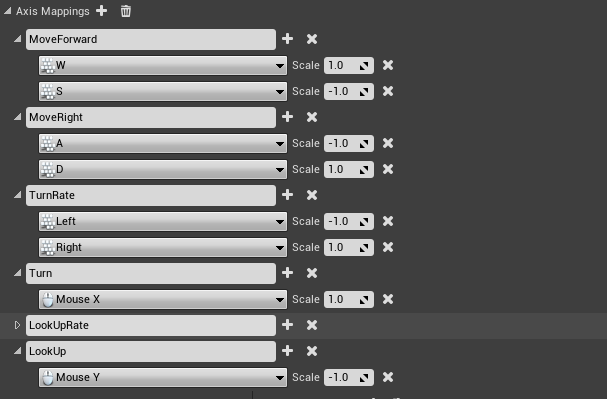 Axis Mappings
MoveForward
W Scale 1.0
S Scale -1.0
MoveRight
A Scale -1.0
D Scale 1.0
TurnRate
Left Scale -1.0
Right Scale 1.0
Turn
Mouse X Scale 1.0
LookUpRate
LookUp
Mouse Y Scale -1.0